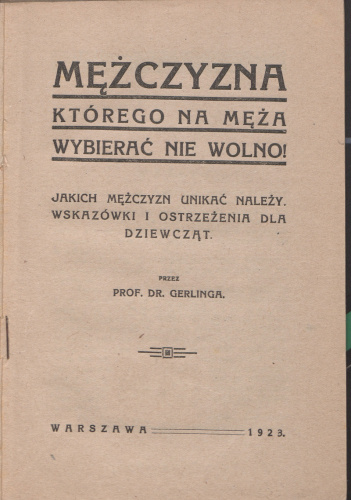 MĘŻCZYZNA
KTÓREGO NA MĘŻA
WYBIERAĆ NIE WOLNO!
JAKICH MĘŻCZYZN UNIKAĆ NALEŻY.
WSKAZÓWKI I OSTRZEŻENIA DLA
DZIEWCZĄT.
PRZEZ
PROF. DR. GERLINGA.
WARSZAWA 1923.